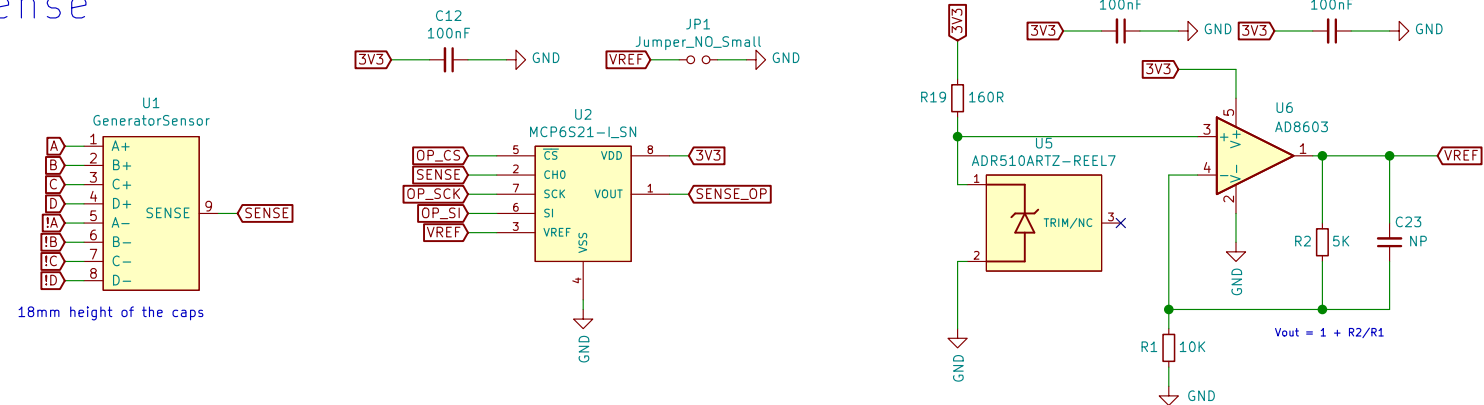 ense
C12
100nF
3V3
GND
JP1
Jumper_NO_Small
VREF
GND
U1
GeneratorSensor
A 1 A+
B 2 B+
C 3 C+
D 4 D+
!A 5 A-
!B 6 B-
!C 7 C-
!D 8 D-
SENSE 9 SENSE
18mm height of the caps
U2
MCP6S21-I_SN
OP_CS 5 CS
SENSE 2 CH0
OP_SCK 7 SCK
OP_SI 6 SI
VREF 3 VREF
VDD 8 3V3
VOUT 1 SENSE_OP
VSS
4
GND
3V3
R19 160R
U5
ADR510ARTZ-REEL7
1
2
TRIM/NC 3
GND
100nF
3V3
GND
100nF
3V3
GND
3V3
U6
AD8603
5
V+
3 +
4 -
V-
2
1
GND
VREF
R2 5K
C23
NP
Vout = 1 + R2/R1
R1 10K
GND